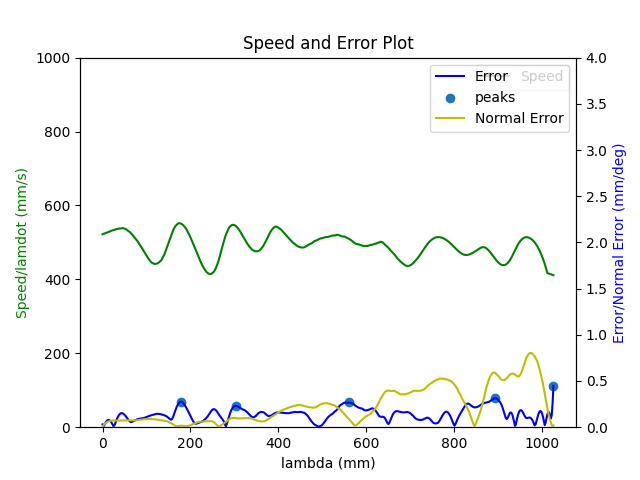 Speed and Error Plot
1000
800
600
400
200
0
Speed/lamdot (mm/s)
4.0
3.5
3.0
2.5
2.0
1.5
1.0
0.5
0.0
Error/Normal Error (mm/deg)
Error
Speed
peaks
Normal Error
0
200
400
600
800
1000
lambda (mm)